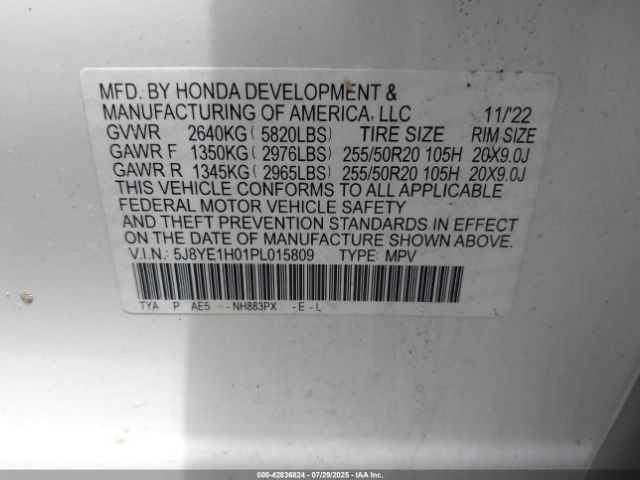 MFD. BY HONDA DEVELOPMENT &
MANUFACTURING OF AMERICA, LLC 11/'22
GVWR 2640KG( 5820LBS) TIRE SIZE RIM SIZE
GAWR F 1350KG( 2976LBS) 255/50R20 105H 20X9.0J
GAWR R 1345KG( 2965LBS) 255/50R20 105H 20X9.0J
THIS VEHICLE CONFORMS TO ALL APPLICABLE
FEDERAL MOTOR VEHICLE SAFETY
AND THEFT PREVENTION STANDARDS IN EFFECT
ON THE DATE OF MANUFACTURE SHOWN ABOVE.
V.I.N.: 5J8YE1H01PL015809 TYPE: MPV
TYA P AE5 - NH883PX - E - L
000-42836824 | 07/29/2025 | IAAI.COM